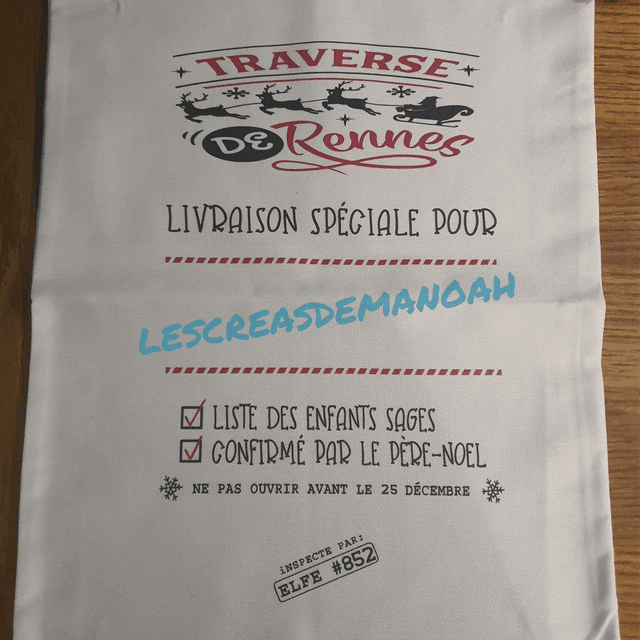 TRAVERSE
DE Rennes
LIVRAISON SPÉCIALE POUR
LESCREASDEMANOAH
LISTE DES ENFANTS SAGES
CONFIRMÉ PAR LE PÈRE-NOEL
NE PAS OUVRIR AVANT LE 25 DÉCEMBRE
iNSPECTE PAR:
ELFE #852